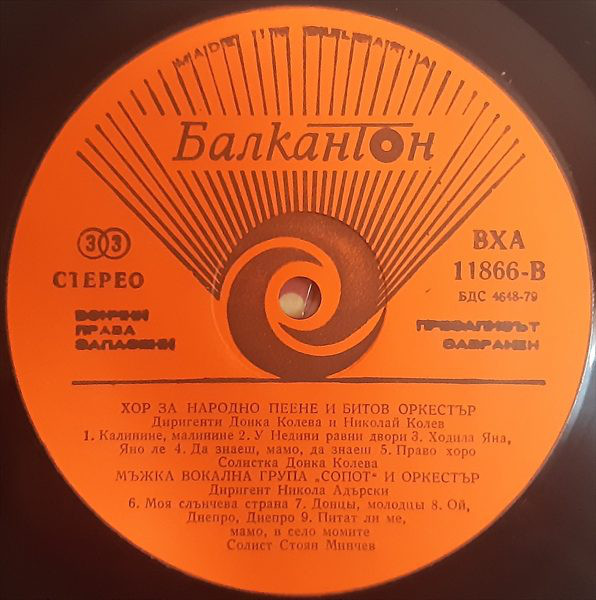 MADE IN BULGARIA
Балкантон
33
СТЕРЕО
ВХА
11866-В
БДС 4648-79
ВСИЧКИ
ПРАВА
ЗАПАЗЕНИ
ПРЕЗАПИСЪТ
ЗАБРАНЕН
ХОР ЗА НАРОДНО ПЕЕНЕ И БИТОВ ОРКЕСТЪР
Диригенти Донка Колева и Николай Колев
1. Калинине, малинине 2. У Недини равни двори 3. Ходила Яна,
Яно ле 4. Да знаеш, мамо, да знаеш 5. Право хоро
Солистка Донка Колева
МЪЖКА ВОКАЛНА ГРУПА „СОПОТ" И ОРКЕСТЪР
Диригент Никола Адърски
6. Моя слънчева страна 7. Донцы, молодцы 8. Ой,
Днепро, Днепро 9. Питат ли ме,
мамо, в село момите
Солист Стоян Минчев